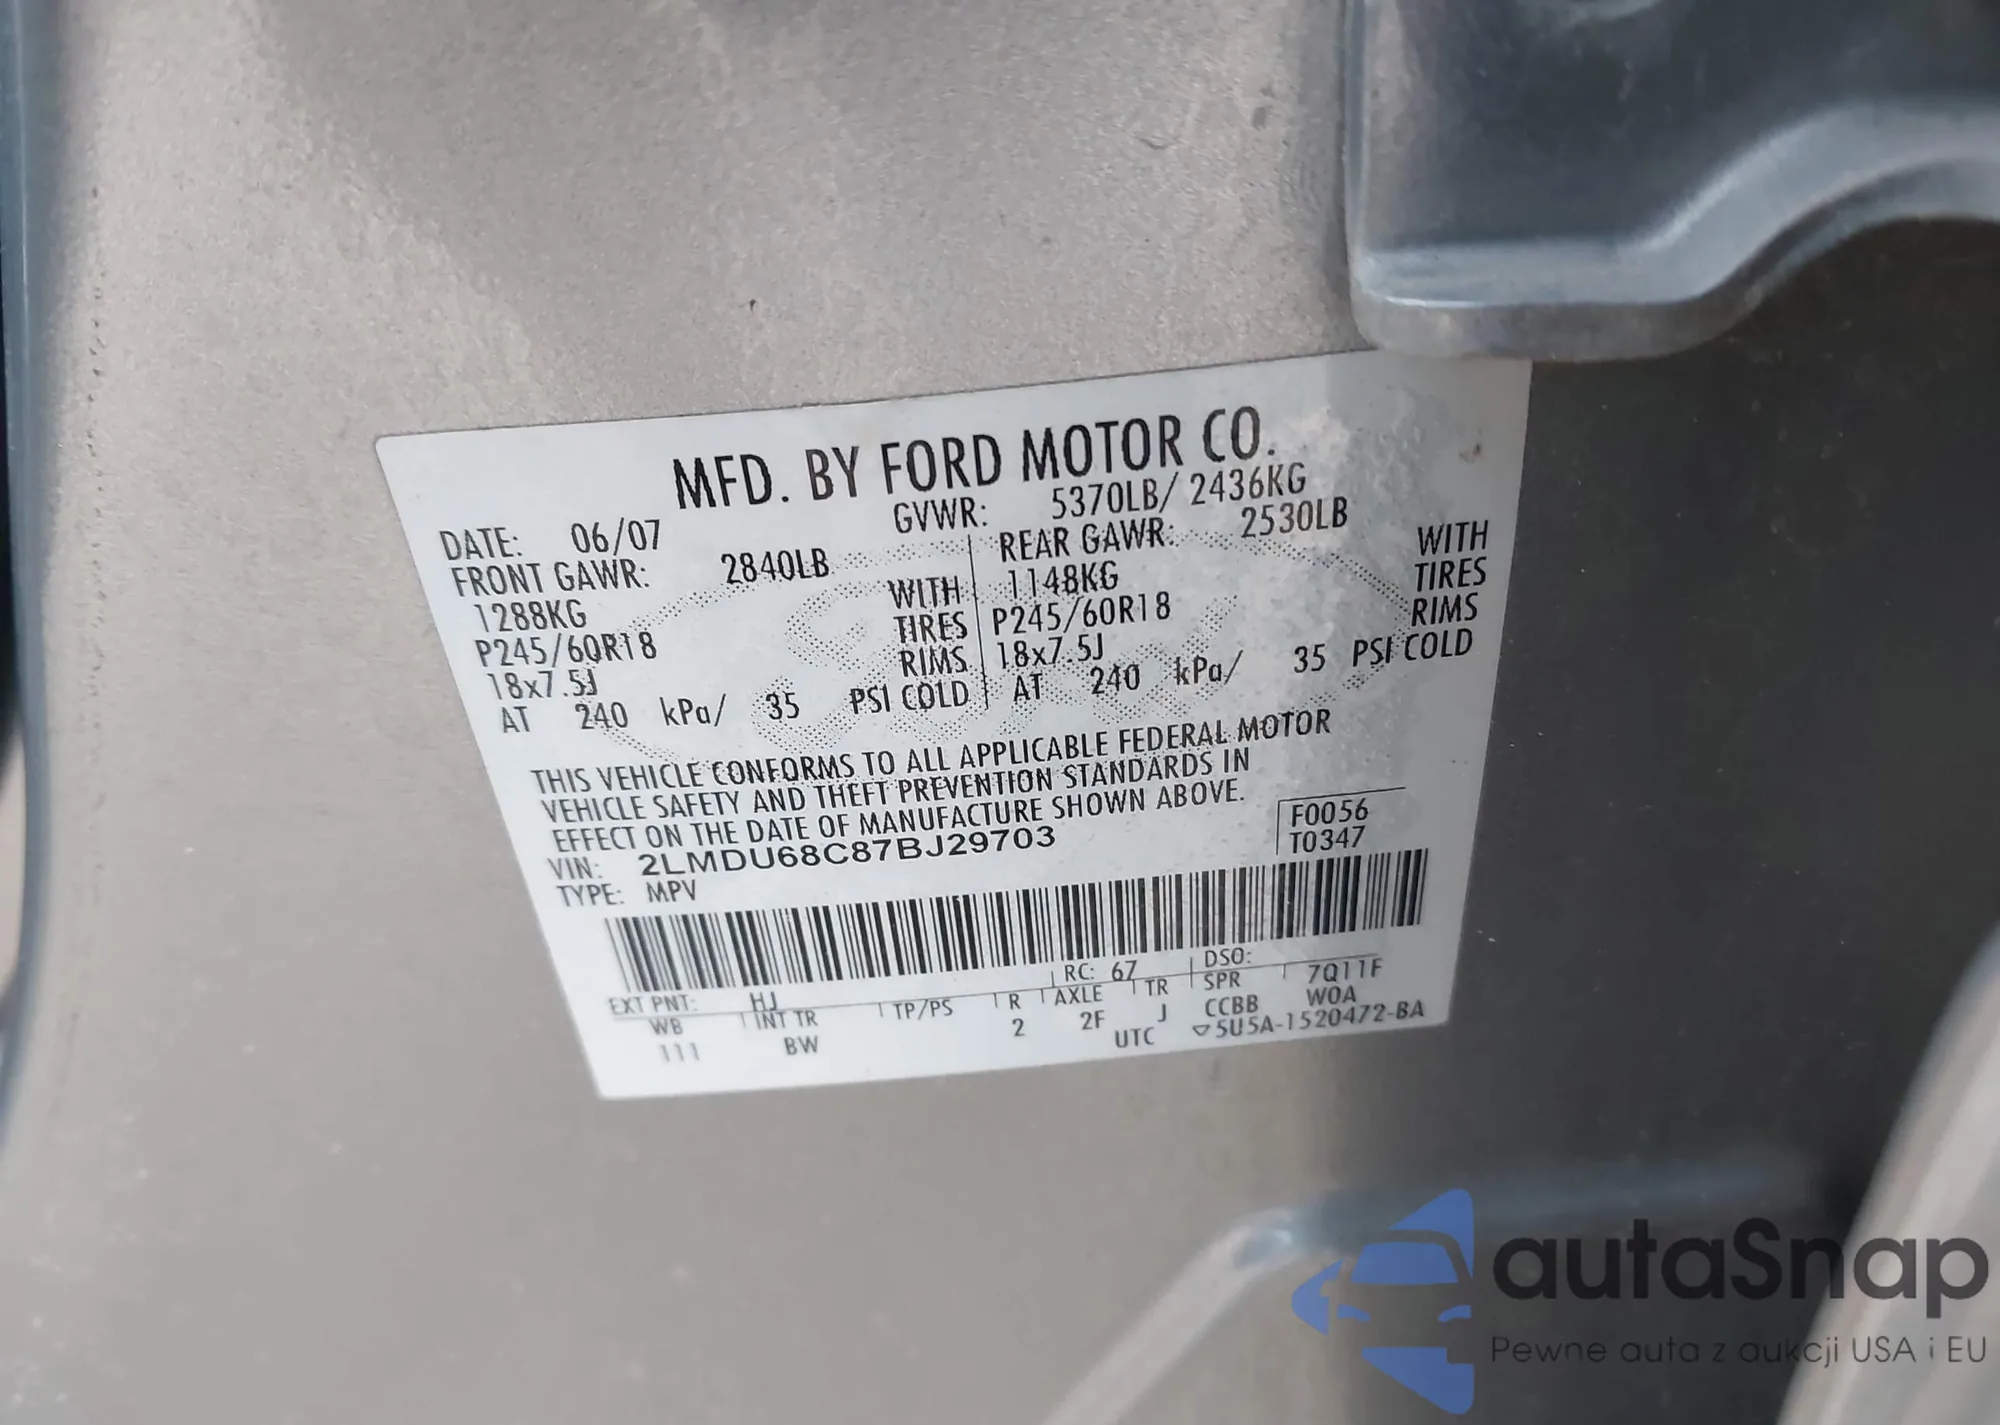 MFD. BY FORD MOTOR CO.
DATE: 06/07 GVWR: 5370LB/ 2436KG
FRONT GAWR: 2840LB REAR GAWR: 2530LB
1288KG WITH 1148KG WITH
P245/60R18 TIRES P245/60R18 TIRES
18x7.5J RIMS 18x7.5J RIMS
AT 240 kPa/ 35 PSI COLD AT 240 kPa/ 35 PSI COLD
THIS VEHICLE CONFORMS TO ALL APPLICABLE FEDERAL MOTOR
VEHICLE SAFETY AND THEFT PREVENTION STANDARDS IN
EFFECT ON THE DATE OF MANUFACTURE SHOWN ABOVE.
F0056
VIN: 2LMDU68C87BJ29703
T0347
TYPE: MPV
EXT PNT: HJ RC: 67 DSO:
WB INT TR TP/PS R AXLE TR SPR 7Q11F
111 BW 2 2F J CCBB W0A
UTC ▽5U5A-1520472-BA
autaSnap
Pewne auta z aukcji USA i EU